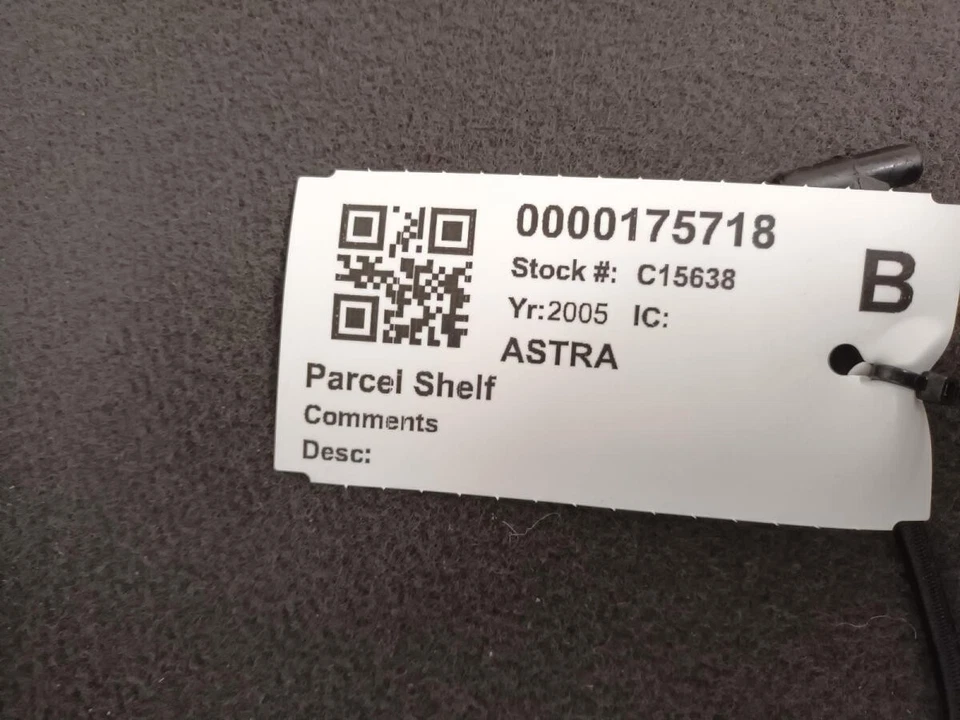 0000175718
Stock #: C15638
B
Yr:2005 IC:
ASTRA
Parcel Shelf
Comments
Desc: